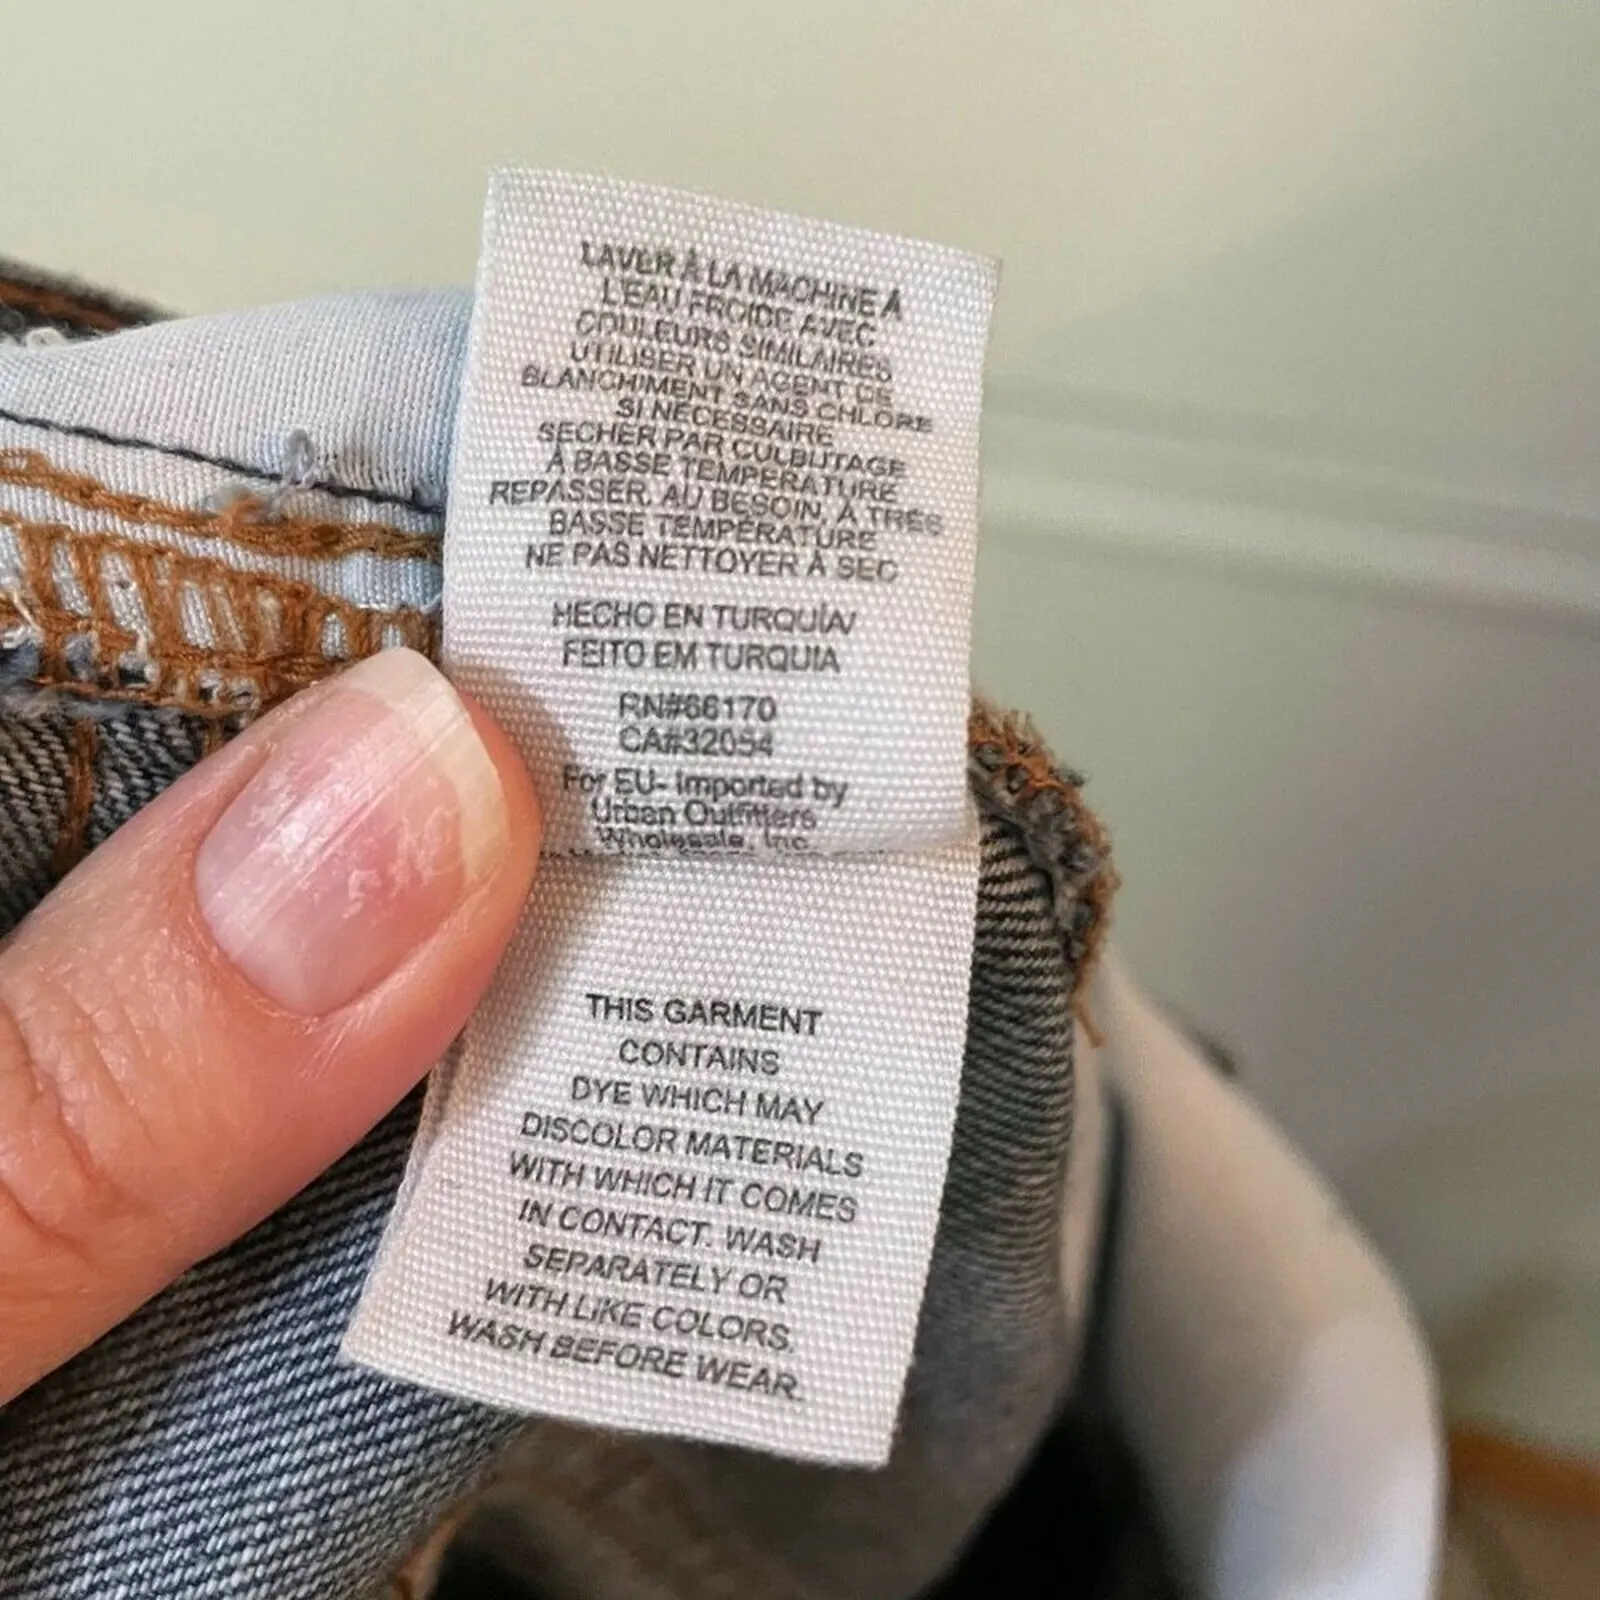 LAVER À LA MACHINE À
L'EAU FROIDE AVEC
COULEURS SIMILAIRES
UTILISER UN AGENT DE
BLANCHIMENT SANS CHLORE
SI NÉCESSAIRE
SÉCHER PAR CULBUTAGE
À BASSE TEMPÉRATURE
REPASSER, AU BESOIN, À TRÈS
BASSE TEMPÉRATURE
NE PAS NETTOYER À SEC
HECHO EN TURQUÍA/
FEITO EM TURQUIA
RN#66170
CA#32054
For EU- Imported by
Urban Outfitters
Wholesale, Inc.
THIS GARMENT
CONTAINS
DYE WHICH MAY
DISCOLOR MATERIALS
WITH WHICH IT COMES
IN CONTACT. WASH
SEPARATELY OR
WITH LIKE COLORS.
WASH BEFORE WEAR.